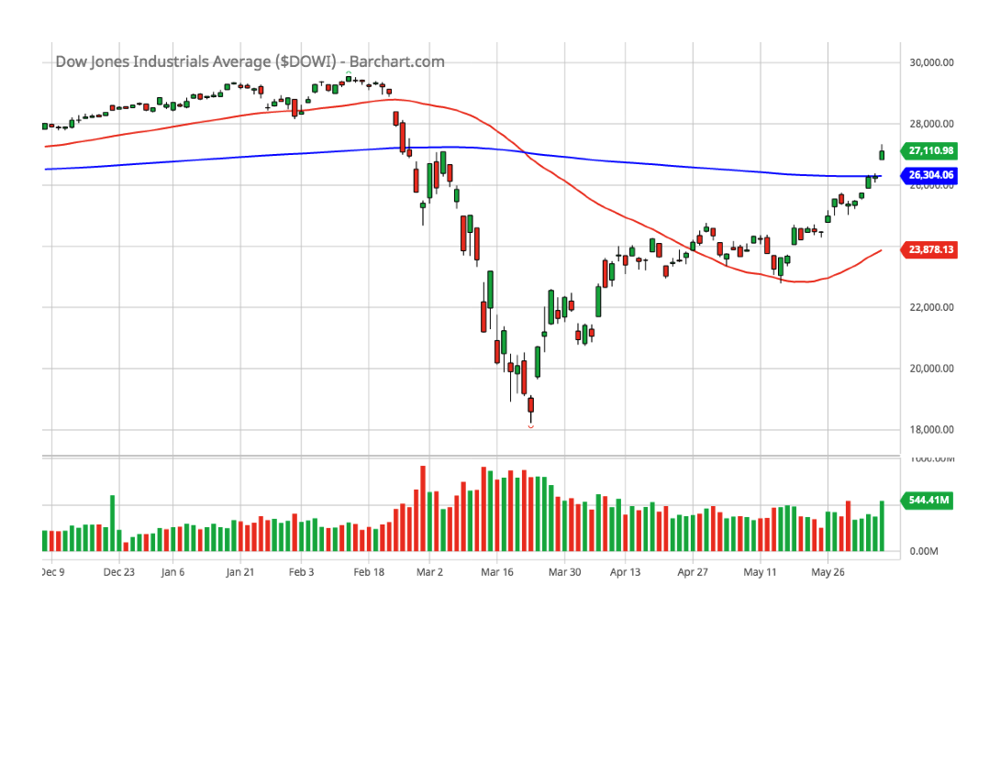 Dow Jones Industrials Average ($DOWI) - Barchart.com
30,000.00
28,000.00
27,110.98
26,304.06
26,000.00
23,878.13
22,000.00
20,000.00
18,000.00
1000.00M
544.41M
0.00M
Dec 9 Dec 23 Jan 6 Jan 21 Feb 3 Feb 18 Mar 2 Mar 16 Mar 30 Apr 13 Apr 27 May 11 May 26